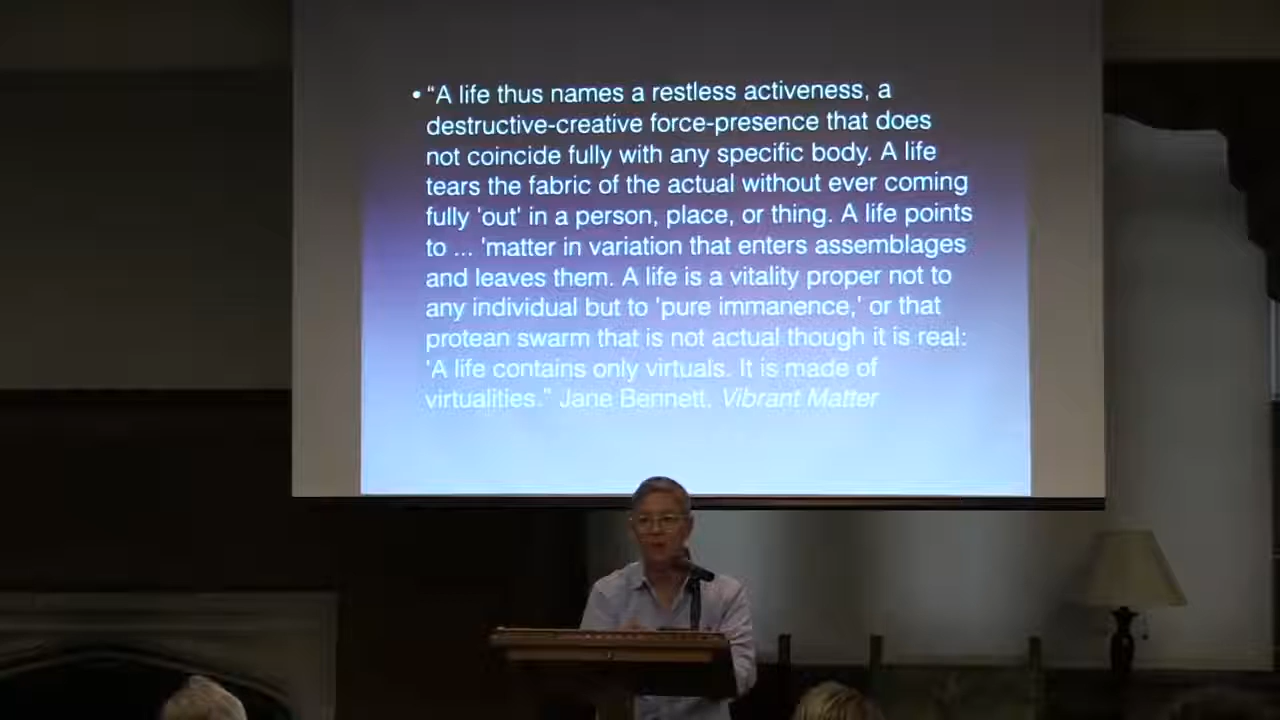 • “A life thus names a restless activeness, a
destructive-creative force-presence that does
not coincide fully with any specific body. A life
tears the fabric of the actual without ever coming
fully 'out' in a person, place, or thing. A life points
to ... 'matter in variation that enters assemblages
and leaves them. A life is a vitality proper not to
any individual but to 'pure immanence,' or that
protean swarm that is not actual though it is real:
'A life contains only virtuals. It is made of
virtualities.” Jane Bennett, Vibrant Matter